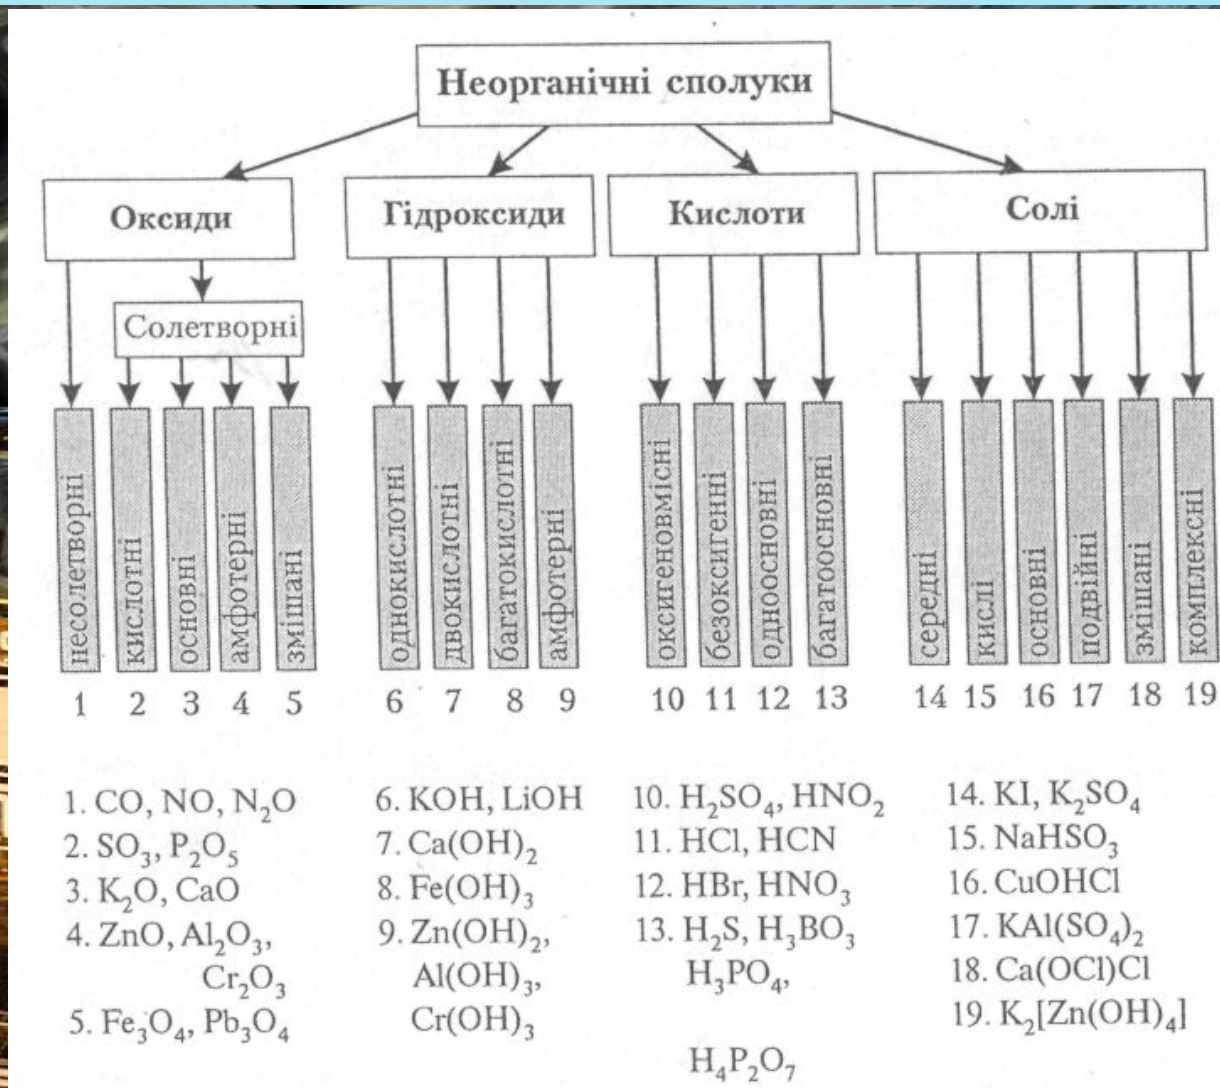 Неорганічні сполуки
Оксиди
Гідроксиди
Кислоти
Солі
Солетворні
несолетворні
кислотні
основні
амфотерні
змішані
однокислотні
двокислотні
багатокислотні
амфотерні
оксигеновмісні
безоксигенні
одноосновні
багатоосновні
середні
кислі
основні
подвійні
змішані
комплексні
1 2 3 4 5 6 7 8 9 10 11 12 13 14 15 16 17 18 19
1. CO, NO, N₂O
2. SO₃, P₂O₅
3. K₂O, CaO
4. ZnO, Al₂O₃,
Cr₂O₃
5. Fe₃O₄, Pb₃O₄
6. KOH, LiOH
7. Ca(OH)₂
8. Fe(OH)₃
9. Zn(OH)₂,
Al(OH)₃,
Cr(OH)₃
10. H₂SO₄, HNO₂
11. HCl, HCN
12. HBr, HNO₃
13. H₂S, H₃BO₃
H₃PO₄,
H₄P₂O₇
14. KI, K₂SO₄
15. NaHSO₃
16. CuOHCl
17. KAl(SO₄)₂
18. Ca(OCl)Cl
19. K₂[Zn(OH)₄]